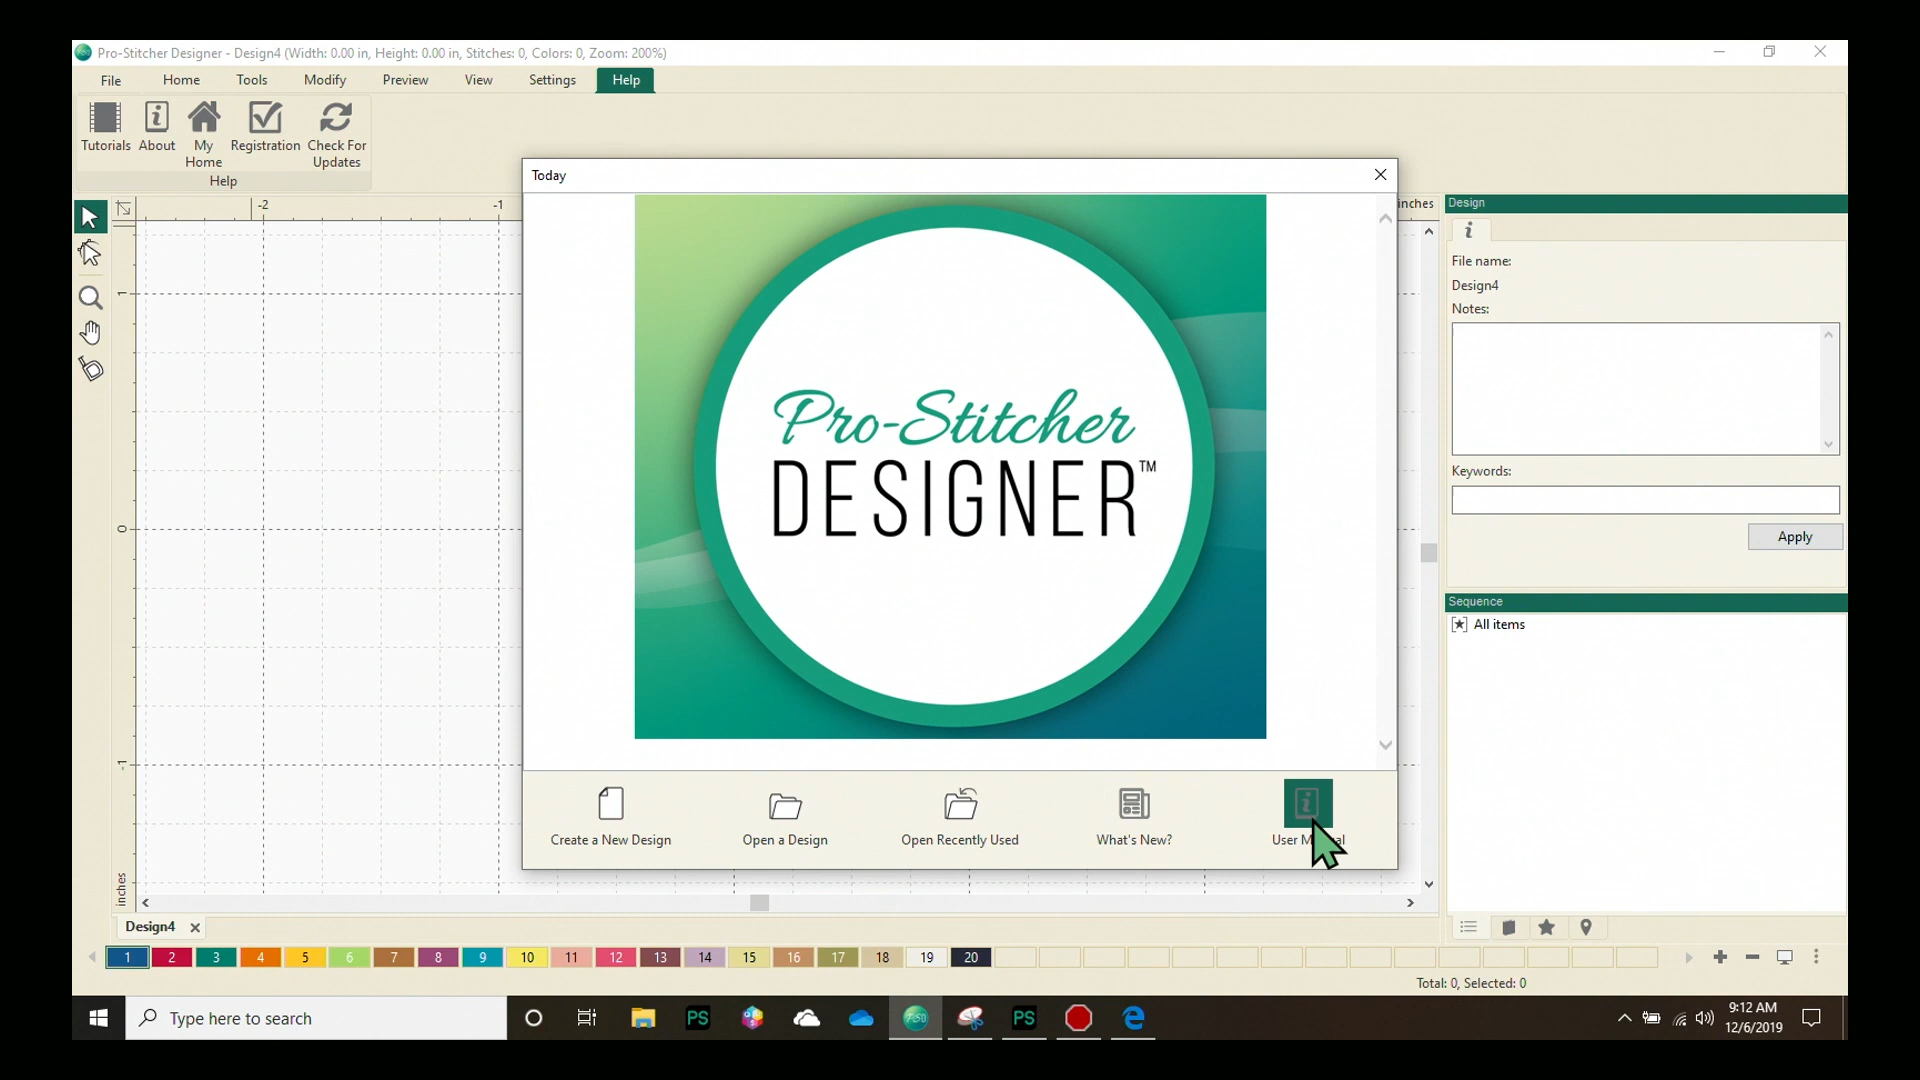 Pro-Stitcher Designer - Design4 (Width: 0.00 in, Height: 0.00 in, Stitches: 0, Colors: 0, Zoom: 200%)
File Home Tools Modify Preview View Settings Help
Tutorials About My Home Registration Check For Updates
Help
Today
-2 -1 inches
1
0
-1
inches
Pro-Stitcher
DESIGNER™
Create a New Design Open a Design Open Recently Used What's New? User
Design
File name:
Design4
Notes:
Keywords:
Apply
Sequence
All items
Design4
1 2 3 4 5 6 7 8 9 10 11 12 13 14 15 16 17 18 19 20
Total: 0, Selected: 0
Type here to search
PS
PS
9:12 AM
12/6/2019